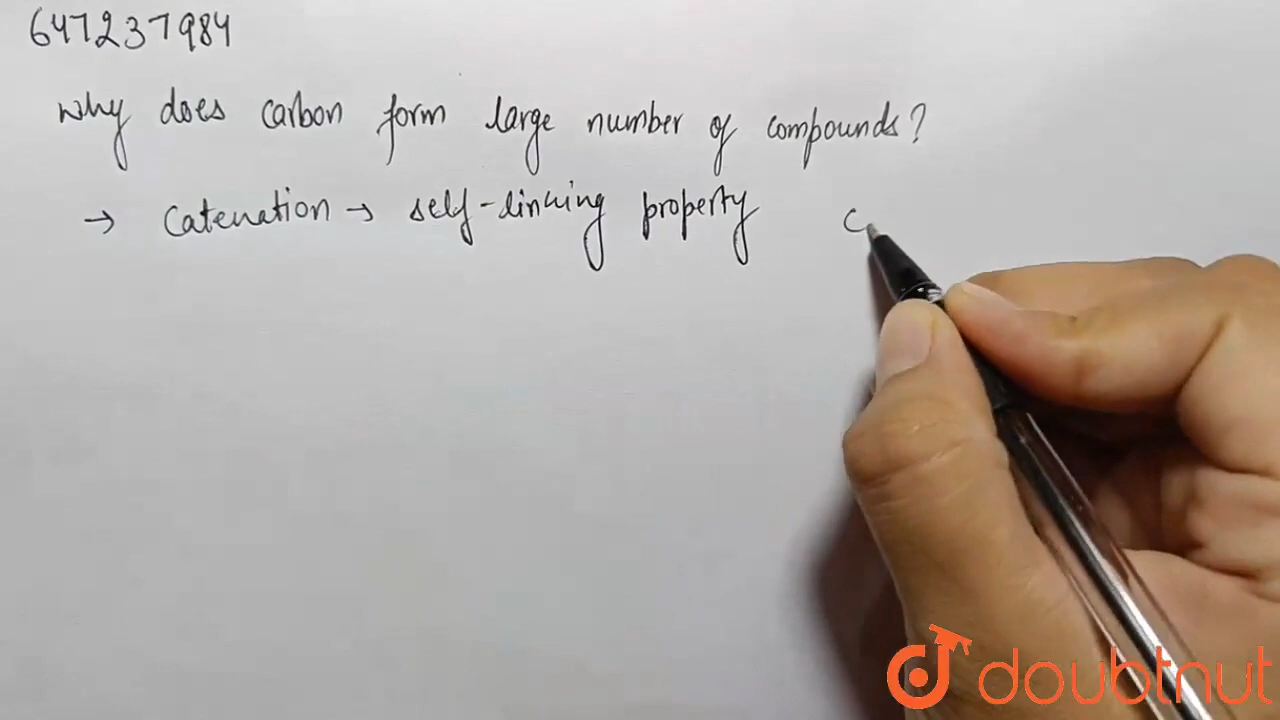 647237984
Why does carbon form large number of compounds?
→ Catenation → self-linking property C
doubtnut